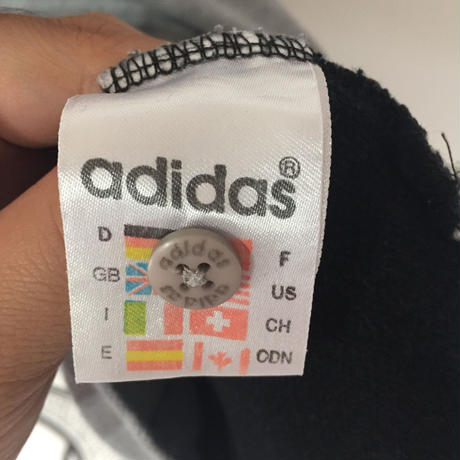 adidas®
D F
GB US
I CH
E CDN
adidas